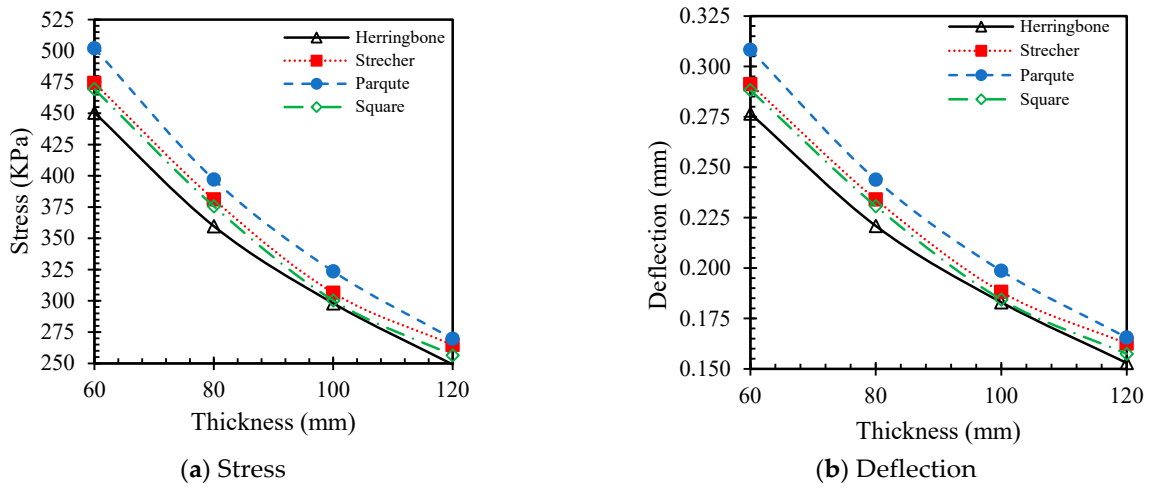 525
500
475
450
425
400
375
350
325
300
275
250
Stress (KPa)
60
80
100
120
Thickness (mm)
Herringbone
Strecher
Parqute
Square
(a) Stress
0.325
0.300
0.275
0.250
0.225
0.200
0.175
0.150
Deflection (mm)
60
80
100
120
Thickness (mm)
Herringbone
Strecher
Parqute
Square
(b) Deflection